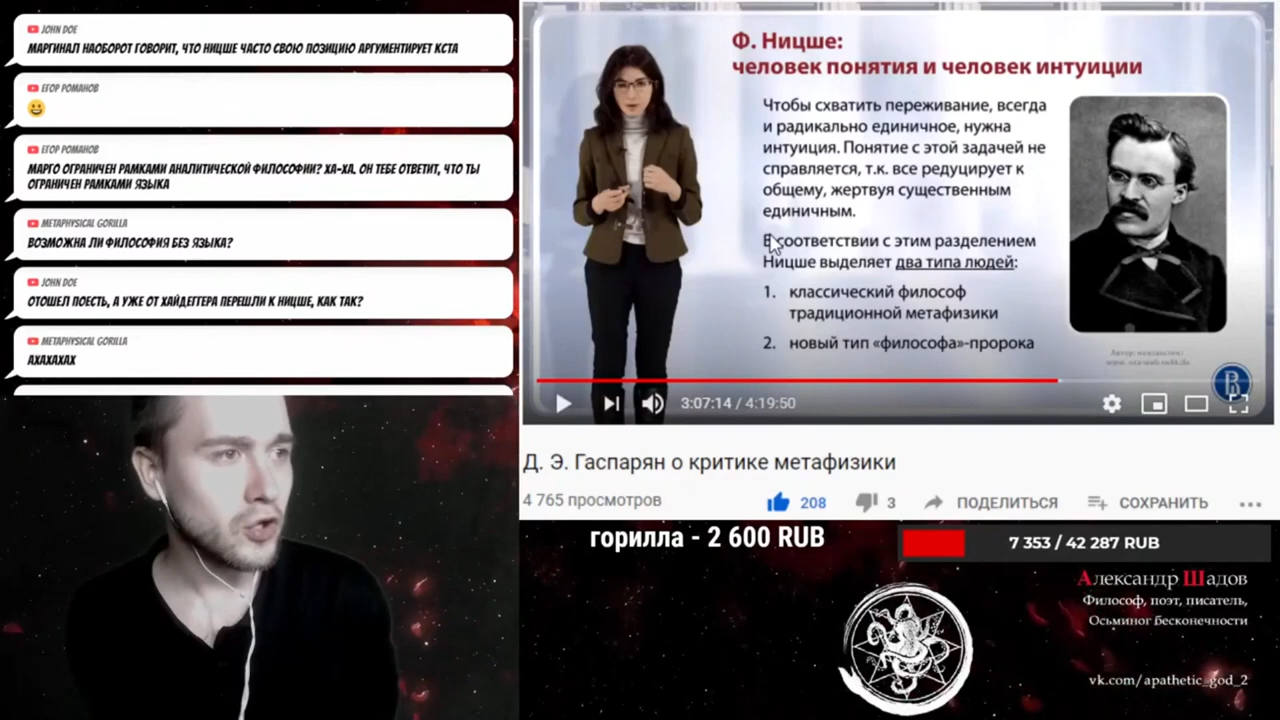 JOHN DOE
МАРГИНАЛ НАОБОРОТ ГОВОРИТ, ЧТО НИЦШЕ ЧАСТО СВОЮ ПОЗИЦИЮ АРГУМЕНТИРУЕТ КСТА
ЕГОР РОМАНОВ
ЕГОР РОМАНОВ
МАРГО ОГРАНИЧЕН РАМКАМИ АНАЛИТИЧЕСКОЙ ФИЛОСОФИИ? ХА-ХА. ОН ТЕБЕ ОТВЕТИТ, ЧТО ТЫ
ОГРАНИЧЕН РАМКАМИ ЯЗЫКА
METAPHYSICAL GORILLA
ВОЗМОЖНА ЛИ ФИЛОСОФИЯ БЕЗ ЯЗЫКА?
JOHN DOE
ОТОШЕЛ ПОЕСТЬ, А УЖЕ ОТ ХАЙДЕГГЕРА ПЕРЕШЛИ К НИЦШЕ, КАК ТАК?
METAPHYSICAL GORILLA
АХАХАХАХ
Ф. Ницше:
человек понятия и человек интуиции
Чтобы схватить переживание, всегда
и радикально единичное, нужна
интуиция. Понятие с этой задачей не
справляется, т.к. все редуцирует к
общему, жертвуя существенным
единичным.
В соответствии с этим разделением
Ницше выделяет два типа людей:
1. классический философ
традиционной метафизики
2. новый тип «философа»-пророка
3:07:14 / 4:19:50
Д. Э. Гаспарян о критике метафизики
4 765 просмотров
208
3
ПОДЕЛИТЬСЯ
СОХРАНИТЬ
горилла - 2 600 RUB
7 353 / 42 287 RUB
Александр Шадов
Философ, поэт, писатель,
Осьминог бесконечности
vk.com/apathetic_god_2